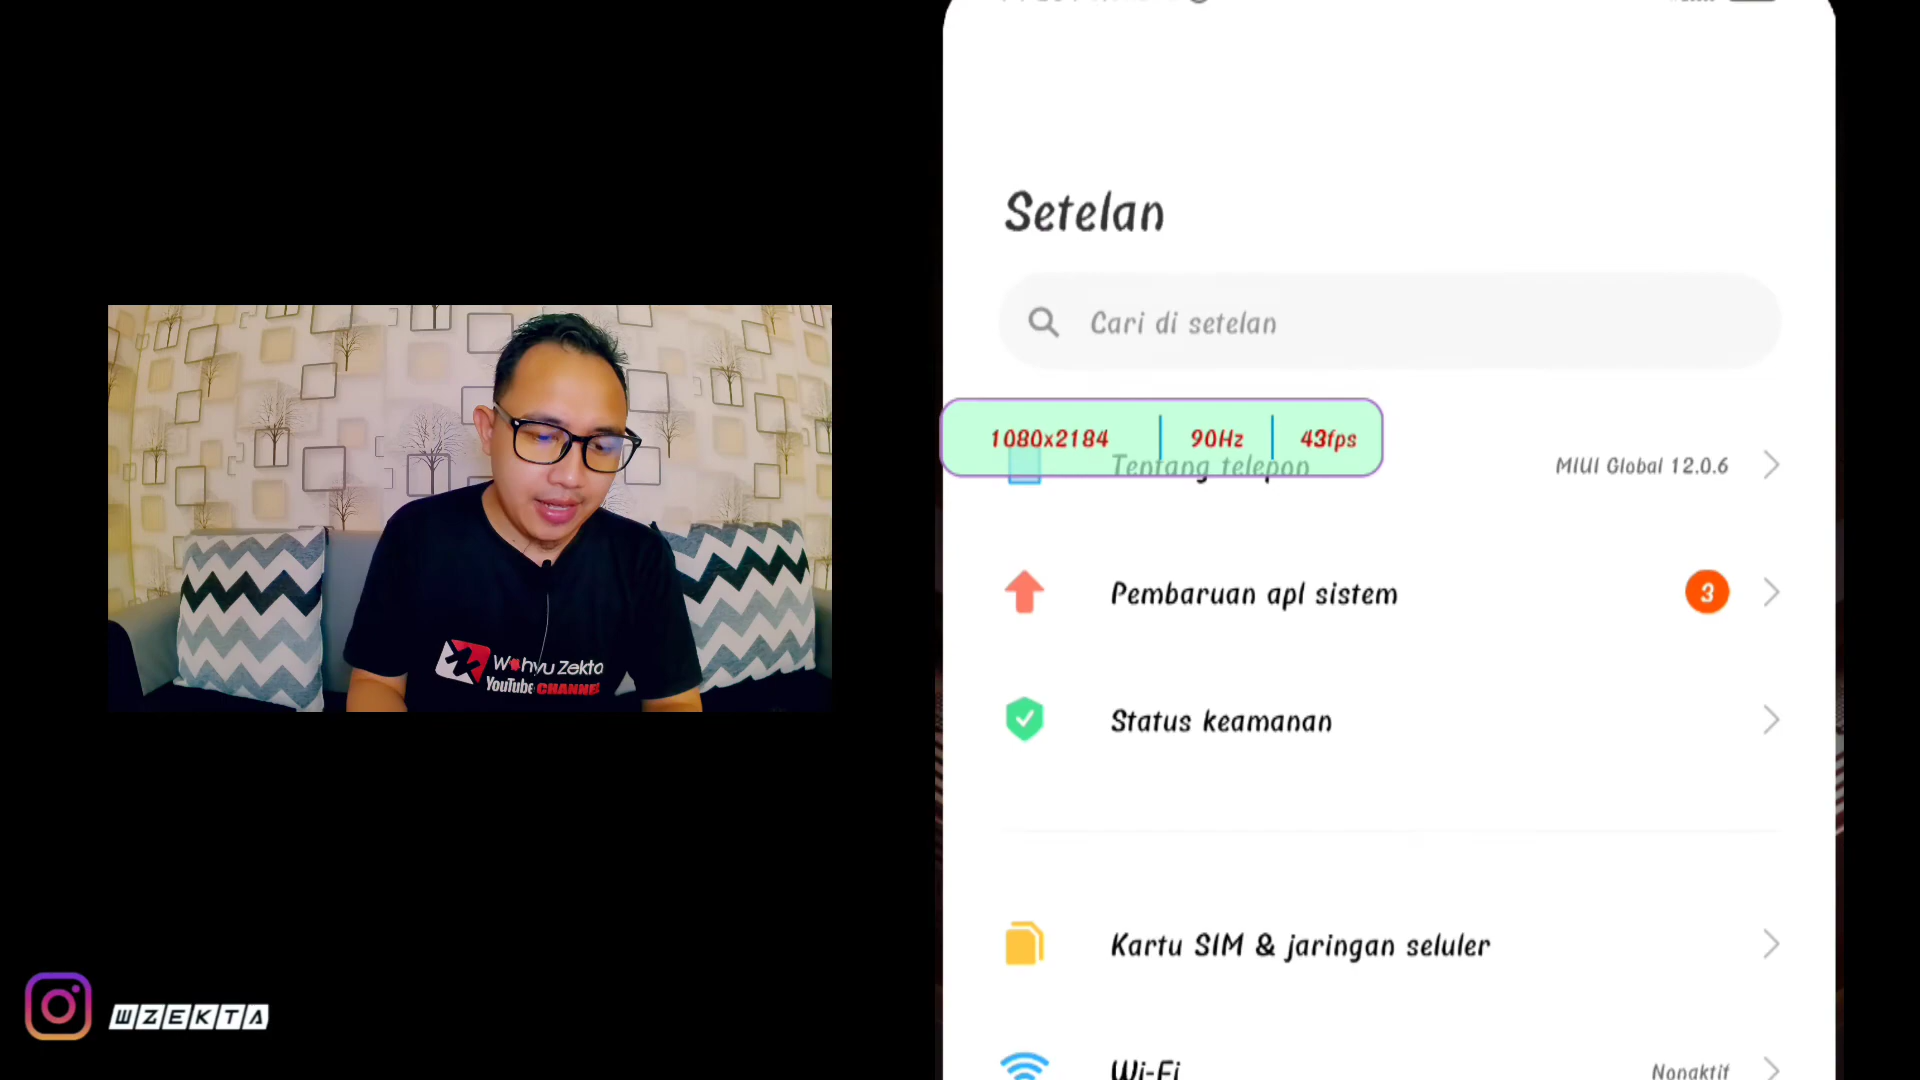 Setelan
Cari di setelan
1080x2184 90Hz 43fps
Tentang telepon MIUI Global 12.0.6
Pembaruan apl sistem 3
Status keamanan
Kartu SIM & jaringan seluler
Wi-Fi Nonaktif
Wahyu Zekta
YouTube CHANNEL
WZEKTA